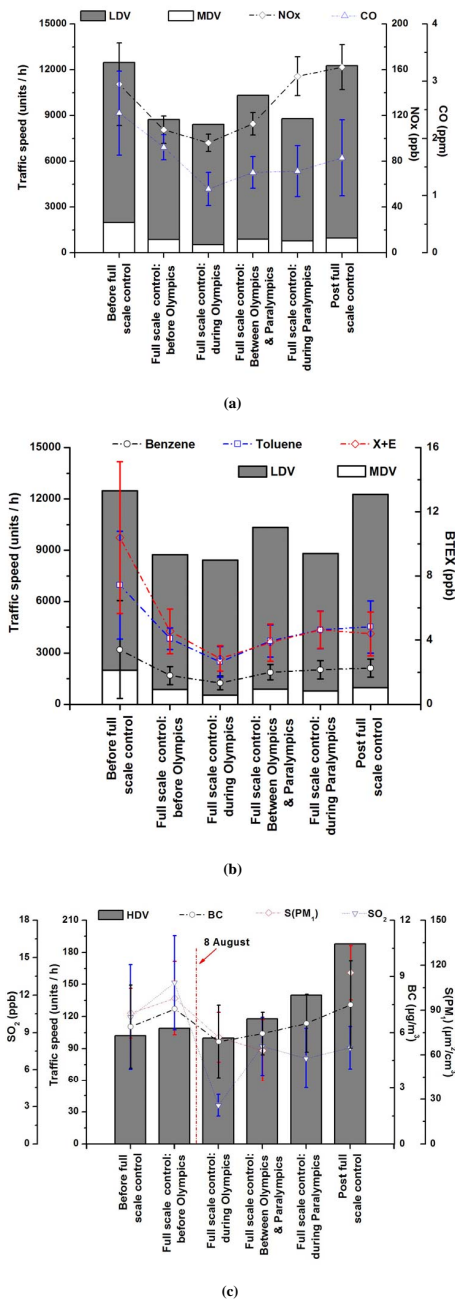 LDV MDV NOx CO
15000
12000
9000
6000
3000
0
Traffic speed (units / h)
200
160
120
80
40
0
NOx (ppb)
4
3
2
1
0
CO (ppm)
Before full
scale control
Full scale control:
before Olympics
Full scale control:
during Olympics
Full scale control:
Between Olympics
& Paralympics
Full scale control:
during Paralympics
Post full
scale control
(a)
Benzene Toluene X+E
LDV MDV
15000
12000
9000
6000
3000
0
Traffic speed (units / h)
16
12
8
4
0
BTEX (ppb)
Before full
scale control
Full scale control:
before Olympics
Full scale control:
during Olympics
Full scale control:
Between Olympics
& Paralympics
Full scale control:
during Paralympics
Post full
scale control
(b)
HDV BC S(PM₁) SO₂
18
15
12
9
6
3
0
SO₂ (ppb)
210
180
150
120
90
60
30
0
Traffic speed (units / h)
8 August
12
9
6
3
0
BC (μg/m³)
150
120
90
60
30
0
S(PM₁) (μm²/cm³)
Before full
scale control
Full scale control:
before Olympics
Full scale control:
during Olympics
Full scale control:
Between Olympics
& Paralympics
Full scale control:
during Paralympics
Post full
scale control
(c)